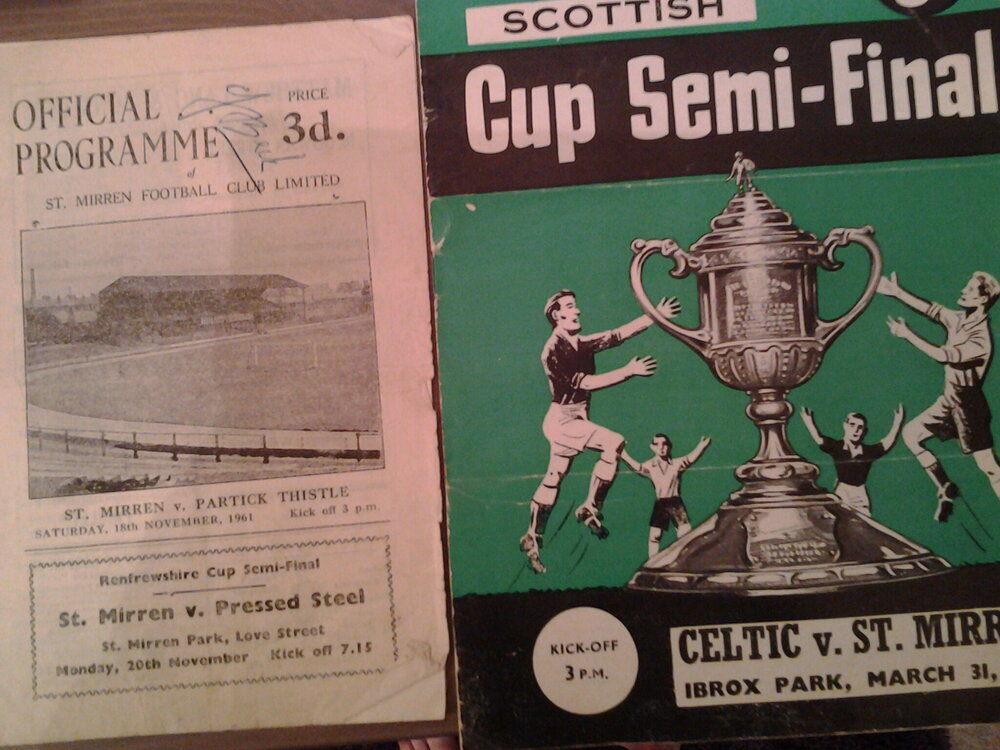 OFFICIAL
PROGRAMME
PRICE
3d.
of
ST. MIRREN FOOTBALL CLUB LIMITED
ST. MIRREN v. PARTICK THISTLE
SATURDAY, 18th NOVEMBER, 1961 Kick off 3 p.m.
Renfrewshire Cup Semi-Final
St. Mirren v. Pressed Steel
St. Mirren Park, Love Street
Monday, 20th November Kick off 7.15
SCOTTISH
Cup Semi-Final
KICK-OFF
3 P.M.
CELTIC v. ST. MIRR
IBROX PARK, MARCH 31,